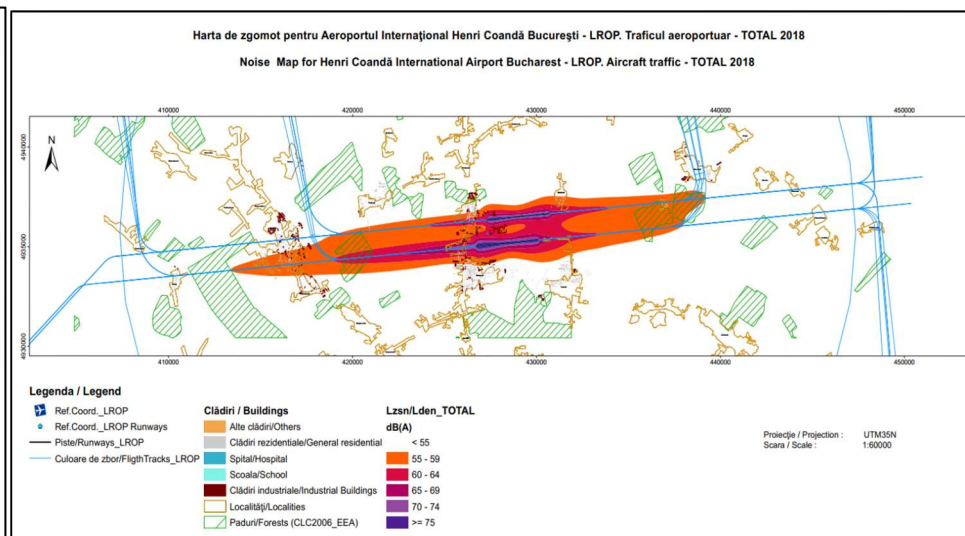 Harta de zgomot pentru Aeroportul Internaţional Henri Coandă Bucureşti - LROP. Traficul aeroportuar - TOTAL 2018
Noise Map for Henri Coandă International Airport Bucharest - LROP. Aircraft traffic - TOTAL 2018
410000 420000 430000 440000 450000
N
4940000
4935000
4930000
410000 420000 430000 440000 450000
Legenda / Legend
Ref.Coord._LROP
Ref.Coord._LROP Runways
Piste/Runways_LROP
Culoare de zbor/FligthTracks_LROP
Clădiri / Buildings
Alte clădiri/Others
Clădiri rezidentiale/General residential
Spital/Hospital
Scoala/School
Clădiri industriale/Industrial Buildings
Localităţi/Localities
Paduri/Forests (CLC2006_EEA)
Lzsn/Lden_TOTAL
dB(A)
< 55
55 - 59
60 - 64
65 - 69
70 - 74
>= 75
Proiecţie / Projection : UTM35N
Scara / Scale : 1:60000